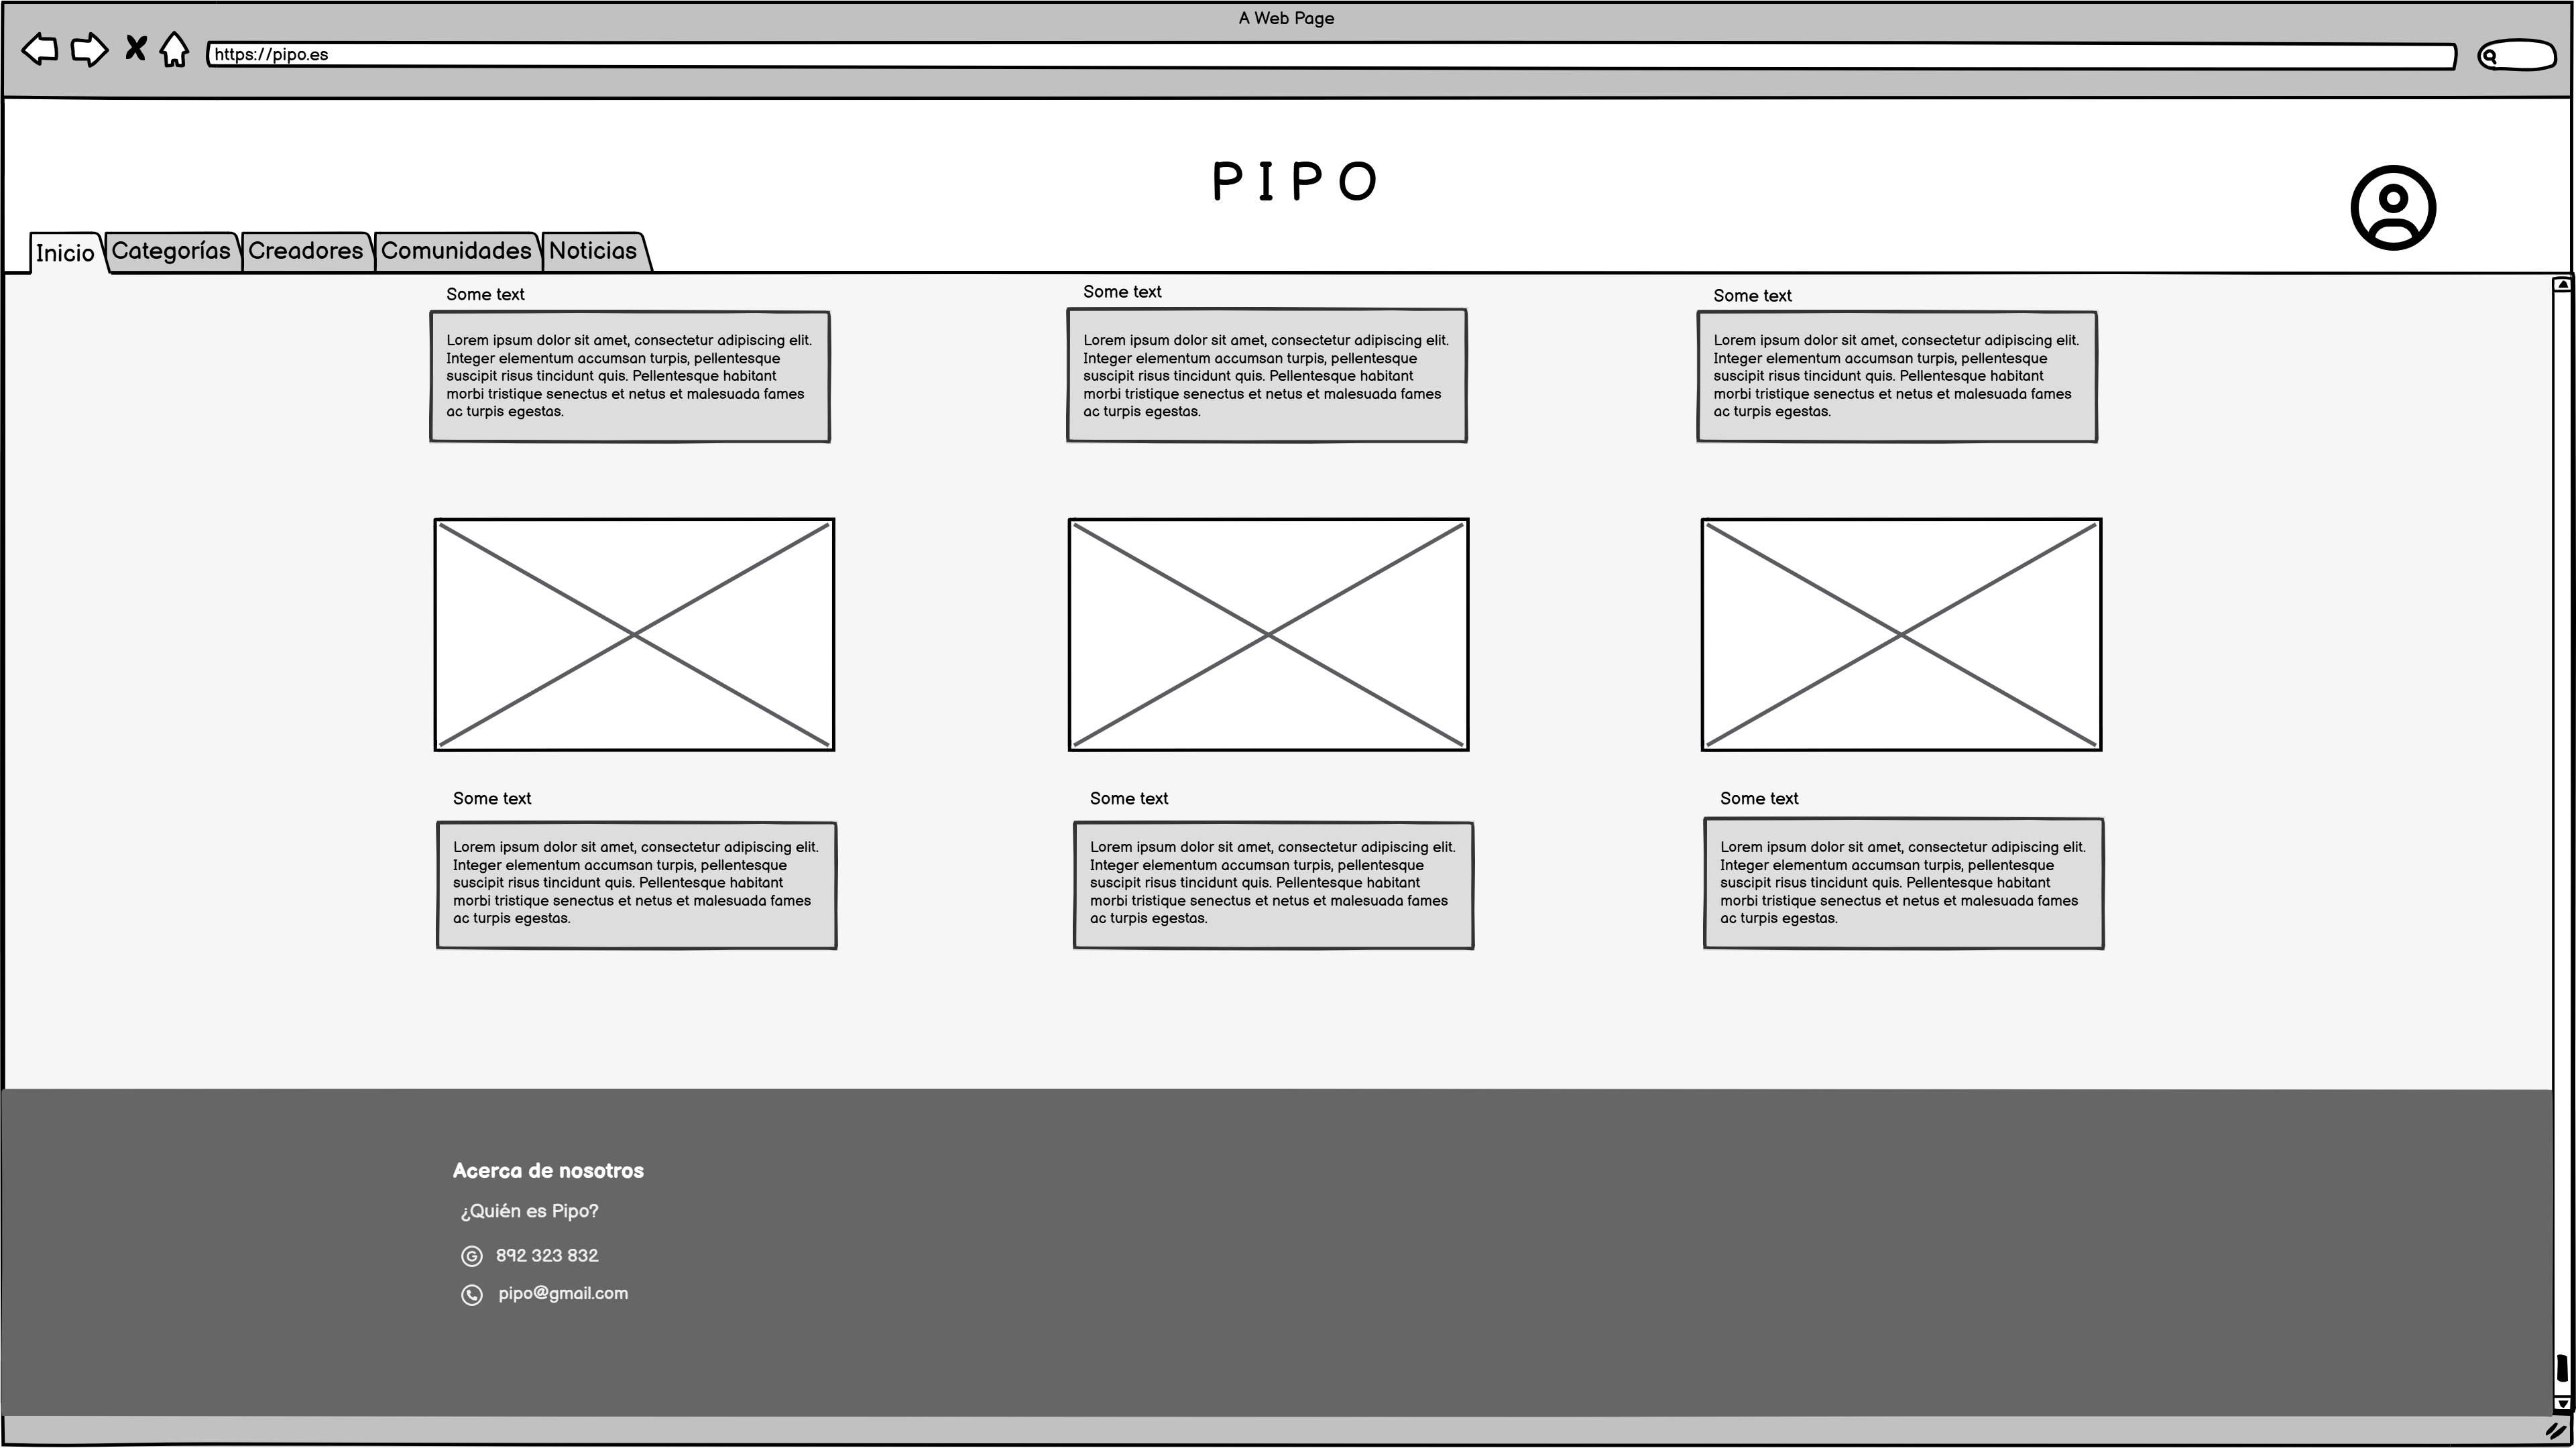 A Web Page
https://pipo.es
PIPO
Inicio Categorías Creadores Comunidades Noticias
Some text
Lorem ipsum dolor sit amet, consectetur adipiscing elit.
Integer elementum accumsan turpis, pellentesque
suscipit risus tincidunt quis. Pellentesque habitant
morbi tristique senectus et netus et malesuada fames
ac turpis egestas.
Some text
Lorem ipsum dolor sit amet, consectetur adipiscing elit.
Integer elementum accumsan turpis, pellentesque
suscipit risus tincidunt quis. Pellentesque habitant
morbi tristique senectus et netus et malesuada fames
ac turpis egestas.
Some text
Lorem ipsum dolor sit amet, consectetur adipiscing elit.
Integer elementum accumsan turpis, pellentesque
suscipit risus tincidunt quis. Pellentesque habitant
morbi tristique senectus et netus et malesuada fames
ac turpis egestas.
Some text
Lorem ipsum dolor sit amet, consectetur adipiscing elit.
Integer elementum accumsan turpis, pellentesque
suscipit risus tincidunt quis. Pellentesque habitant
morbi tristique senectus et netus et malesuada fames
ac turpis egestas.
Some text
Lorem ipsum dolor sit amet, consectetur adipiscing elit.
Integer elementum accumsan turpis, pellentesque
suscipit risus tincidunt quis. Pellentesque habitant
morbi tristique senectus et netus et malesuada fames
ac turpis egestas.
Some text
Lorem ipsum dolor sit amet, consectetur adipiscing elit.
Integer elementum accumsan turpis, pellentesque
suscipit risus tincidunt quis. Pellentesque habitant
morbi tristique senectus et netus et malesuada fames
ac turpis egestas.
Acerca de nosotros
¿Quién es Pipo?
G 892 323 832
pipo@gmail.com